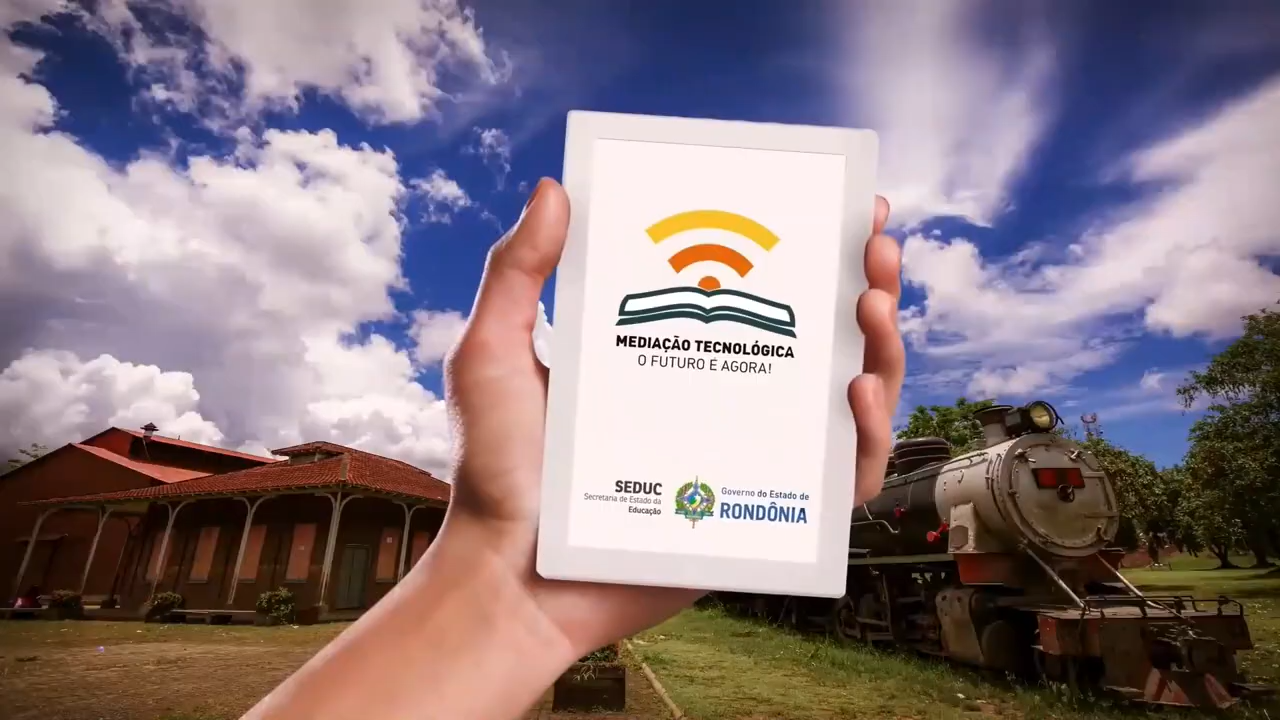 MEDIAÇÃO TECNOLÓGICA
O FUTURO É AGORA!
SEDUC
Secretaria de Estado da
Educação
Governo do Estado de
RONDÔNIA